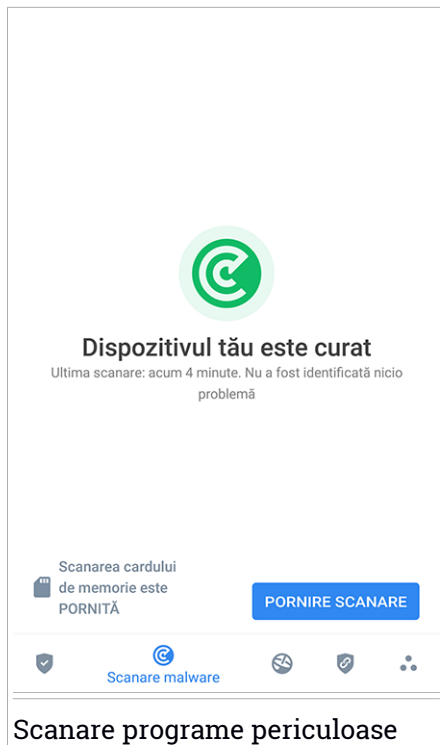 Dispozitivul tău este curat
Ultima scanare: acum 4 minute. Nu a fost identificată nicio
problemă
Scanarea cardului
de memorie este
PORNITĂ
PORNIRE SCANARE
Scanare malware
Scanare programe periculoase